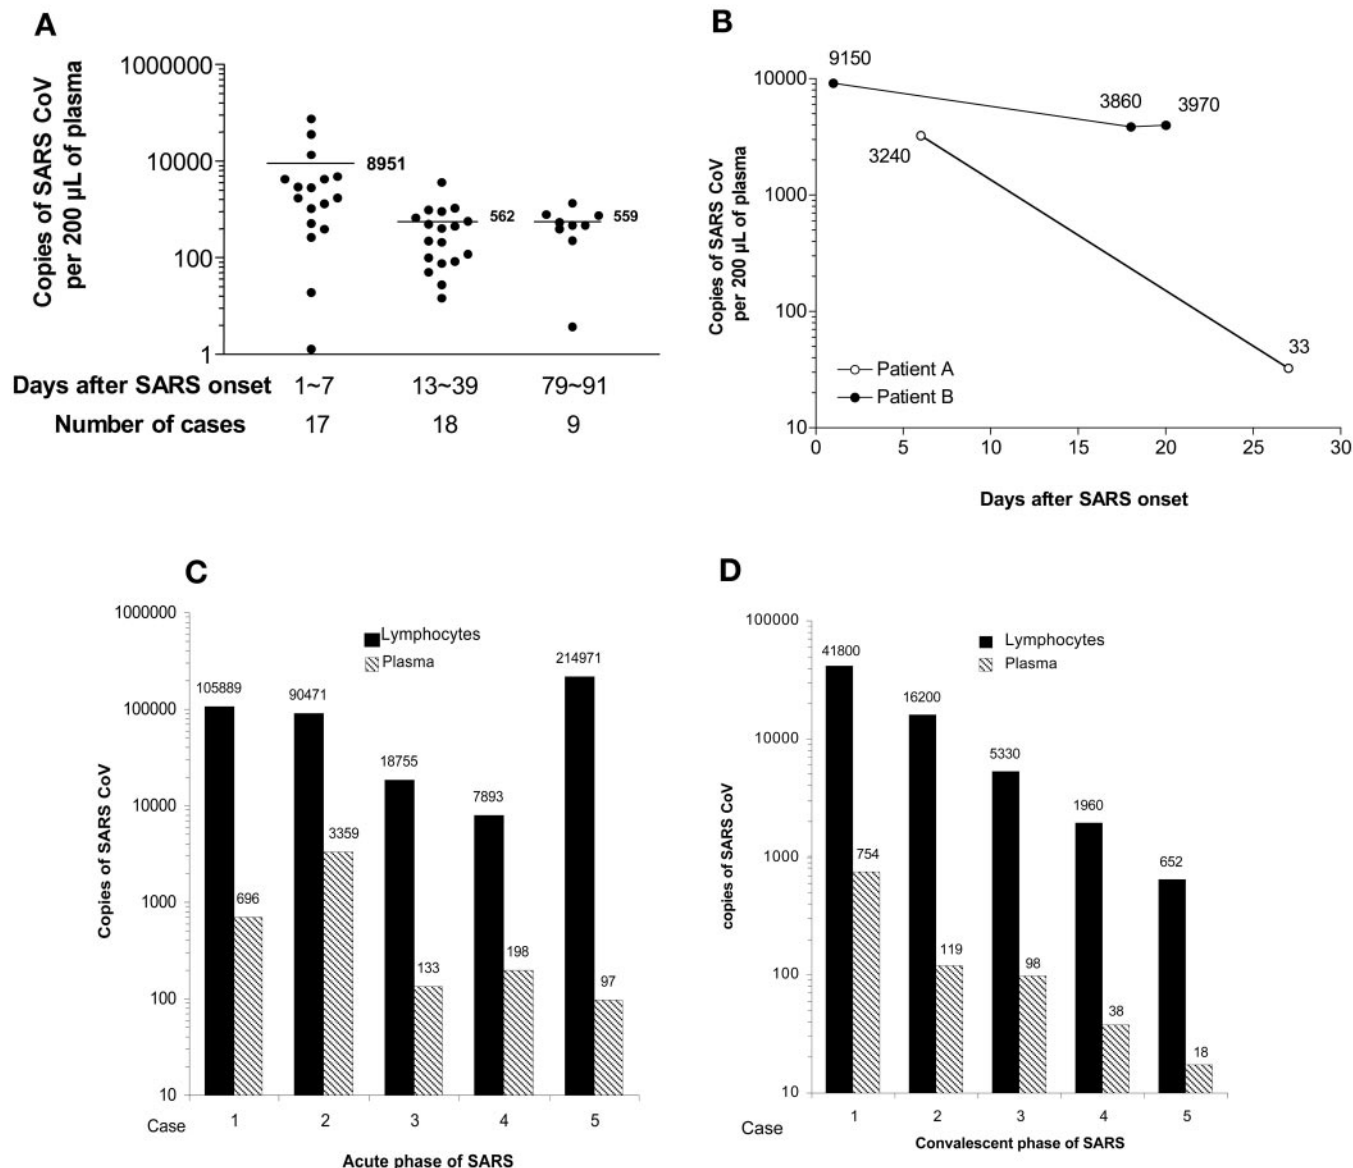 A
Copies of SARS CoV
per 200 µL of plasma
1000000
10000
100
1
8951
562
559
Days after SARS onset 1~7 13~39 79~91
Number of cases 17 18 9
B
Copies of SARS CoV
per 200 µL of plasma
10000
1000
100
10
9150
3860
3970
3240
33
Patient A
Patient B
0 5 10 15 20 25 30
Days after SARS onset
C
Copies of SARS CoV
1000000
100000
10000
1000
100
10
Lymphocytes
Plasma
105889
696
90471
3359
18755
133
7893
198
214971
97
Case 1 2 3 4 5
Acute phase of SARS
D
copies of SARS CoV
100000
10000
1000
100
10
Lymphocytes
Plasma
41800
754
16200
119
5330
98
1960
38
652
18
Case 1 2 3 4 5
Convalescent phase of SARS